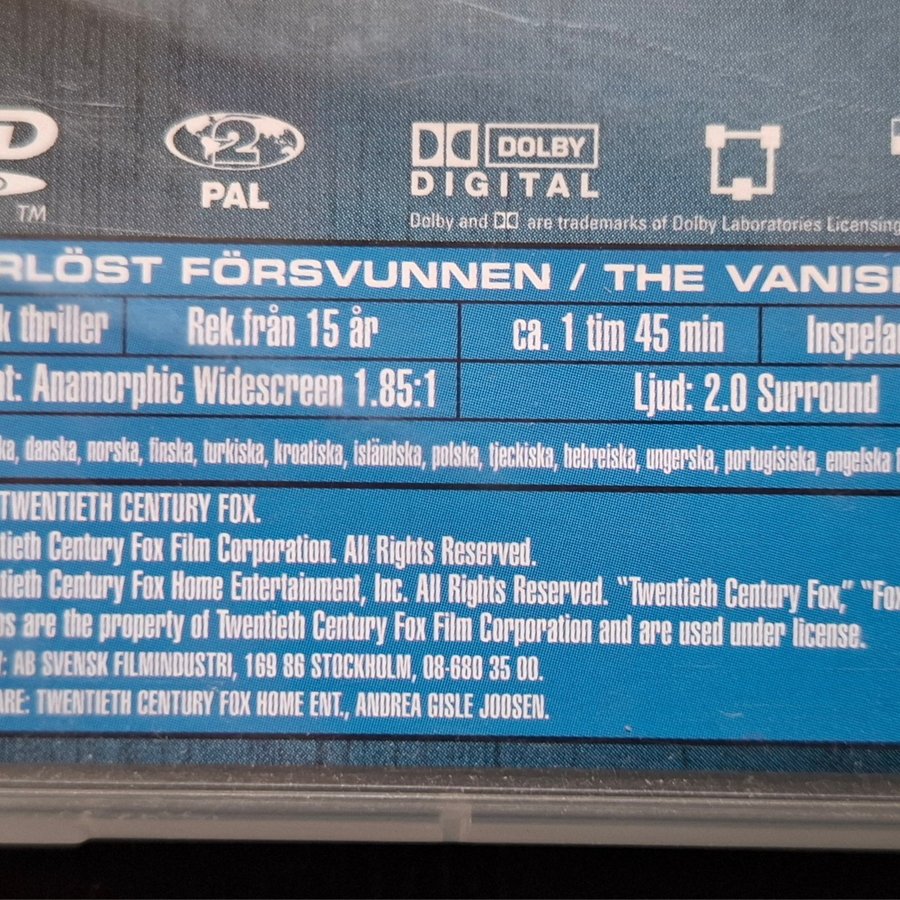 D
TM
2
PAL
DOLBY
DIGITAL
Dolby and DD are trademarks of Dolby Laboratories Licensing
RLÖST FÖRSVUNNEN / THE VANISH
k thriller Rek.från 15 år ca. 1 tim 45 min Inspela
at: Anamorphic Widescreen 1.85:1 Ljud: 2.0 Surround
ka, danska, norska, finska, turkiska, kroatiska, isländska, polska, tjeckiska, hebreiska, ungerska, portugisiska, engelska f
TWENTIETH CENTURY FOX.
tieth Century Fox Film Corporation. All Rights Reserved.
tieth Century Fox Home Entertainment, Inc. All Rights Reserved. “Twentieth Century Fox,” “Fox
os are the property of Twentieth Century Fox Film Corporation and are used under license.
: AB SVENSK FILMINDUSTRI, 169 86 STOCKHOLM, 08-680 35 00.
ARE: TWENTIETH CENTURY FOX HOME ENT., ANDREA GISLE JOOSEN.